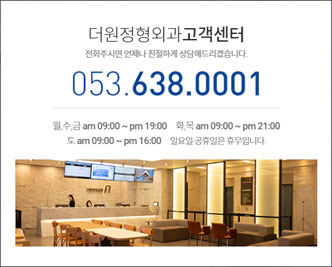 더원정형외과고객센터
전화주시면 언제나 친절하게 상담해드리겠습니다.
053.638.0001
월,수,금 am 09:00 ~ pm 19:00 화,목 am 09:00 ~ pm 21:00
토 am 09:00 ~ pm 16:00 일요일·공휴일은 휴무입니다.